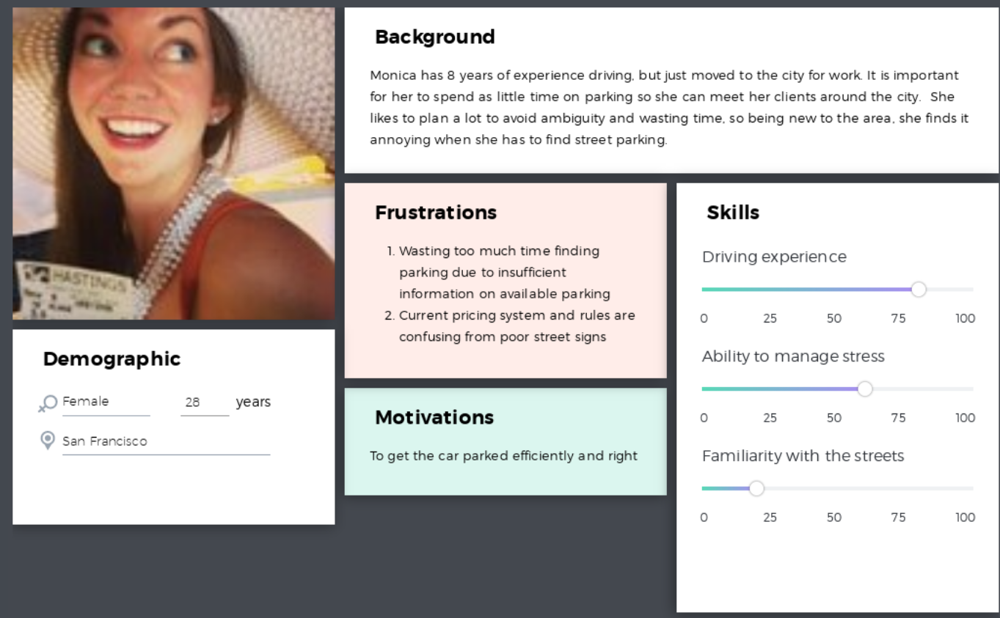 HASTINGS
Background
Monica has 8 years of experience driving, but just moved to the city for work. It is important
for her to spend as little time on parking so she can meet her clients around the city.  She
likes to plan a lot to avoid ambiguity and wasting time, so being new to the area, she finds it
annoying when she has to find street parking.
Frustrations
1. Wasting too much time finding
parking due to insufficient
information on available parking
2. Current pricing system and rules are
confusing from poor street signs
Motivations
To get the car parked efficiently and right
Skills
Driving experience
0 25 50 75 100
Ability to manage stress
0 25 50 75 100
Familiarity with the streets
0 25 50 75 100
Demographic
Female 28 years
San Francisco